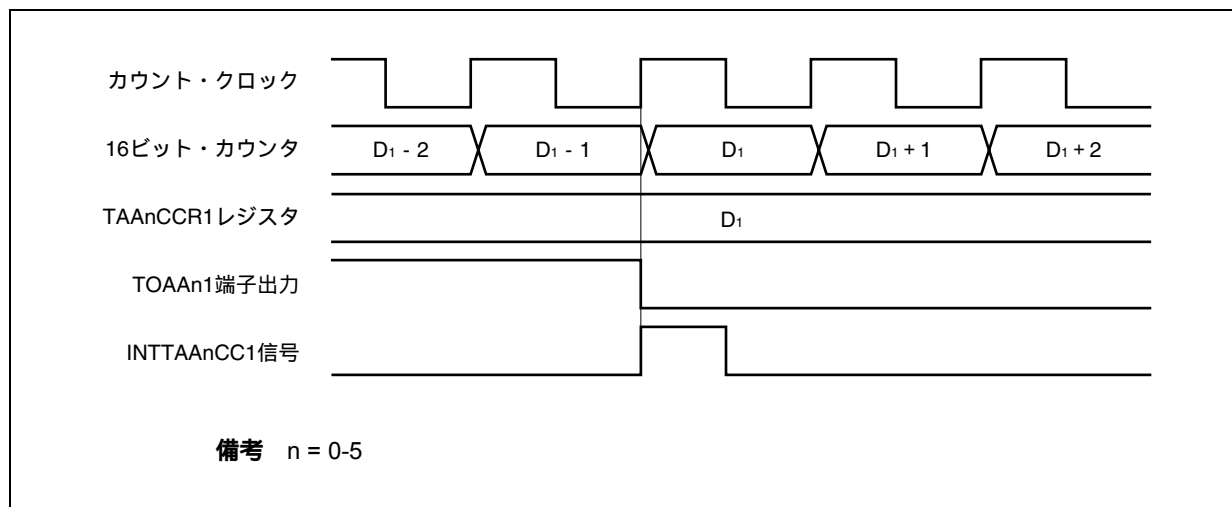 カウント・クロック
16ビット・カウンタ D1 - 2 D1 - 1 D1 D1 + 1 D1 + 2
TAAnCCR1レジスタ D1
TOAAn1端子出力
INTTAAnCC1信号
備考 n = 0-5